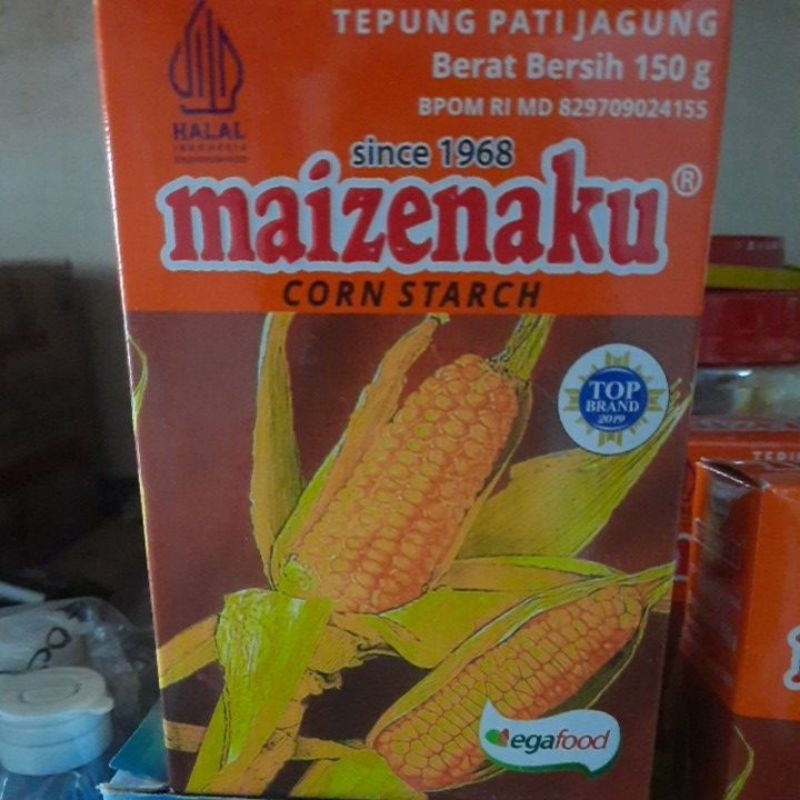 TEPUNG PATI JAGUNG
Berat Bersih 150 g
BPOM RI MD 829709024155
HALAL
INDONESIA
since 1968
maizenaku®
CORN STARCH
TOP
BRAND
2019
egafood